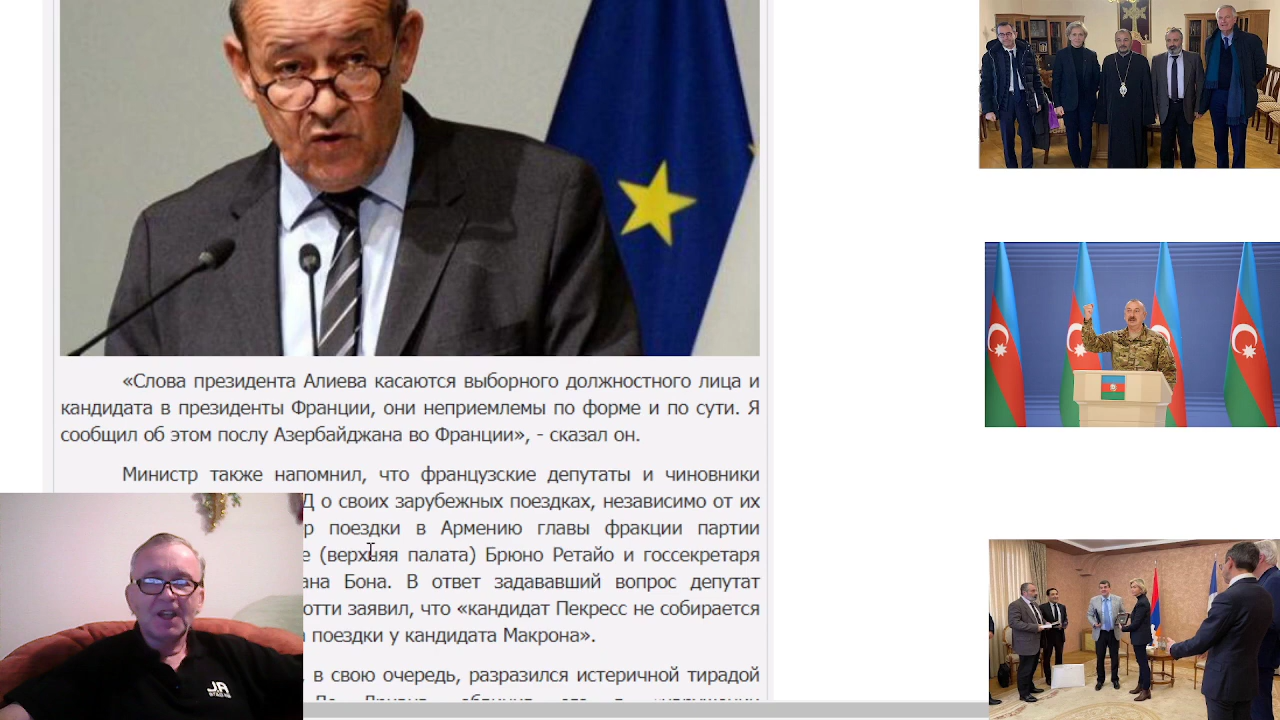 «Слова президента Алиева касаются выборного должностного лица и
кандидата в президенты Франции, они неприемлемы по форме и по сути. Я
сообщил об этом послу Азербайджана во Франции», - сказал он.
Министр также напомнил, что французские депутаты и чиновники
о своих зарубежных поездках, независимо от их
поездки в Армению главы фракции партии
(верхняя палата) Брюно Ретайо и госсекретаря
Бона. В ответ задававший вопрос депутат
заявил, что «кандидат Пекресс не собирается
поездки у кандидата Макрона».
в свою очередь, разразился истеричной тирадой
JA